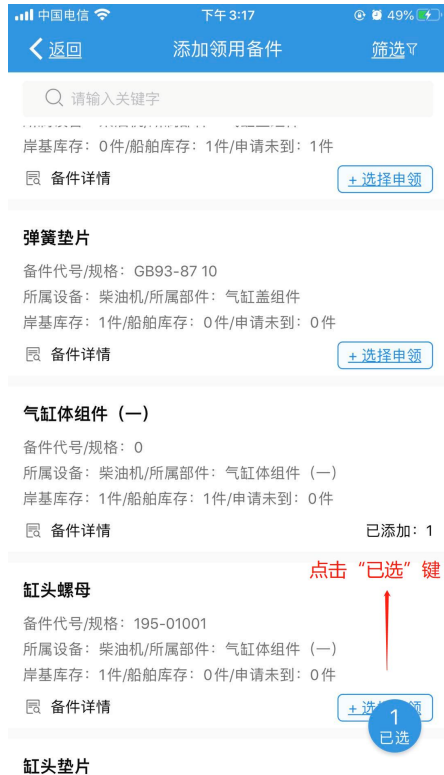 中国电信 下午3:17 49%
返回 添加领用备件 筛选
请输入关键字
岸基库存：0件/船舶库存：1件/申请未到：1件
备件详情 +选择申领
弹簧垫片
备件代号/规格：GB93-87 10
所属设备：柴油机/所属部件：气缸盖组件
岸基库存：1件/船舶库存：0件/申请未到：0件
备件详情 +选择申领
气缸体组件（一）
备件代号/规格：0
所属设备：柴油机/所属部件：气缸体组件（一）
岸基库存：1件/船舶库存：1件/申请未到：0件
备件详情 已添加：1
点击“已选”键
缸头螺母
备件代号/规格：195-01001
所属设备：柴油机/所属部件：气缸体组件（一）
岸基库存：1件/船舶库存：0件/申请未到：0件
备件详情 +选 领
1
已选
缸头垫片